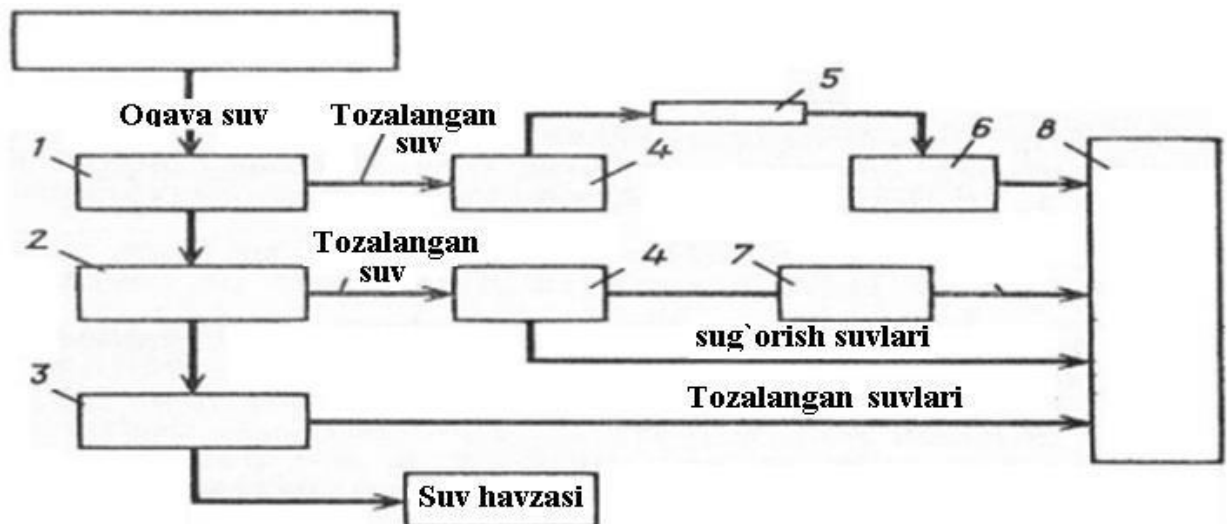 Oqava suv
Tozalangan
suv
1
4
5
6
8
2
Tozalangan
suv
4
7
sug`orish suvlari
3
Tozalangan suvlari
Suv havzasi